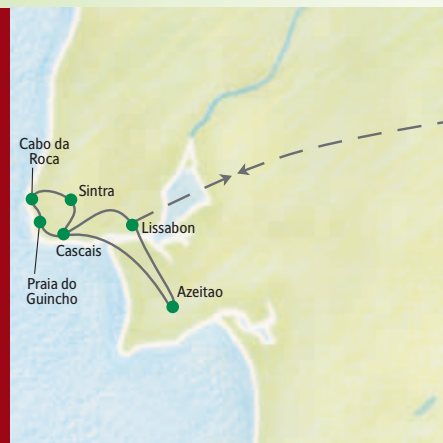 Cabo da
Roca
Sintra
Lissabon
Cascais
Praia do
Guincho
Azeitao